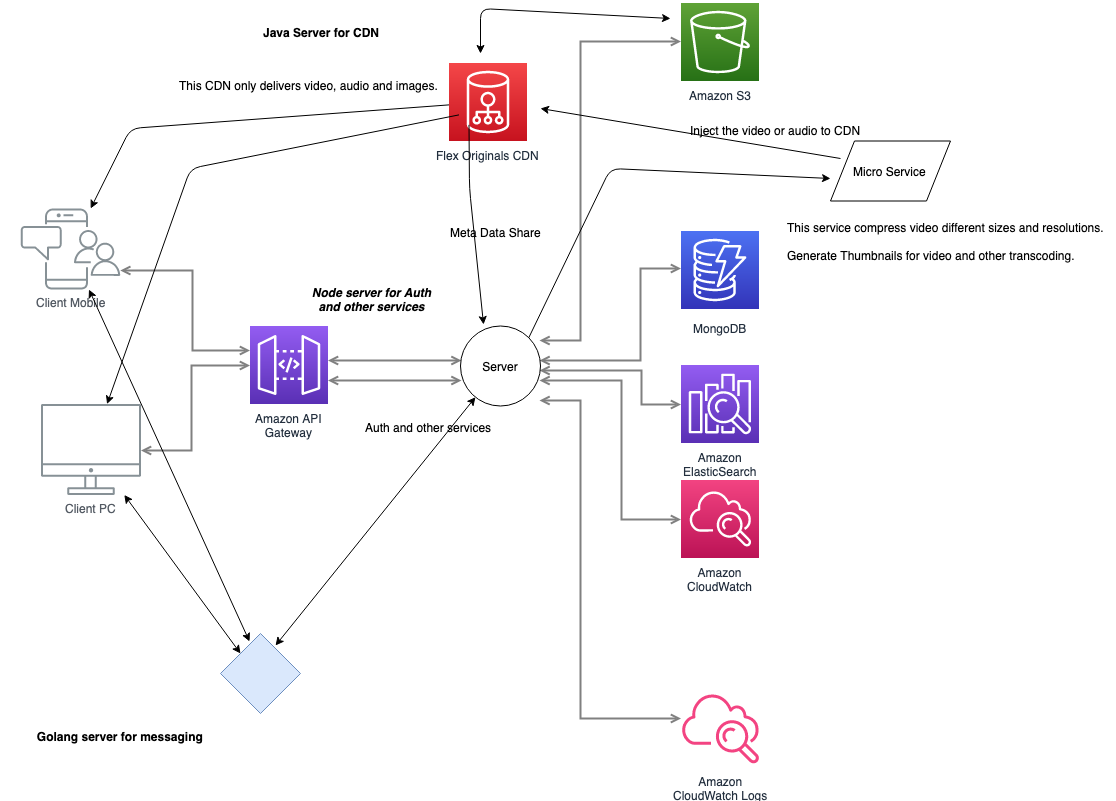 Java Server for CDN
This CDN only delivers video, audio and images.
Flex Originals CDN
Amazon S3
Inject the video or audio to CDN
Micro Service
This service compress video different sizes and resolutions.
Generate Thumbnails for video and other transcoding.
Meta Data Share
Client Mobile
Node server for Auth
and other services
Server
MongoDB
Amazon API
Gateway
Auth and other services
Amazon
ElasticSearch
Client PC
Amazon
CloudWatch
Golang server for messaging
Amazon
CloudWatch Logs